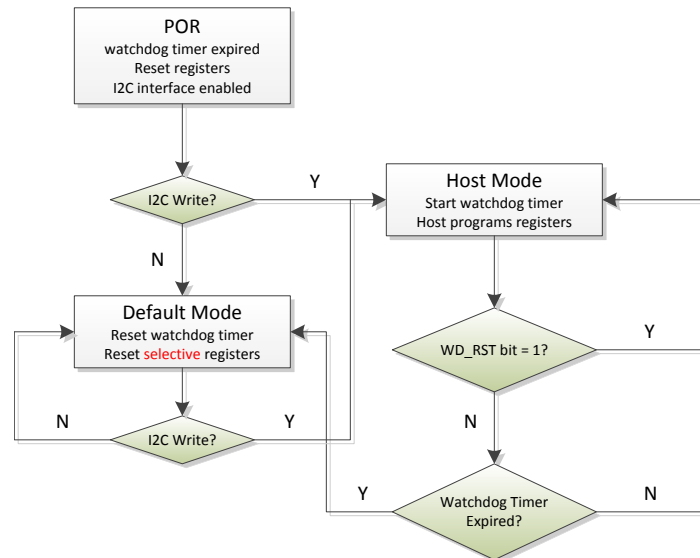 POR
watchdog timer expired
Reset registers
I2C interface enabled
I2C Write?
Y
N
Host Mode
Start watchdog timer
Host programs registers
Default Mode
Reset watchdog timer
Reset selective registers
WD_RST bit = 1?
Y
N
I2C Write?
N
Y
Watchdog Timer
Expired?
Y
N